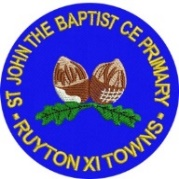 ST JOHN THE BAPTIST CE PRIMARY
RUYTON XI TOWNS